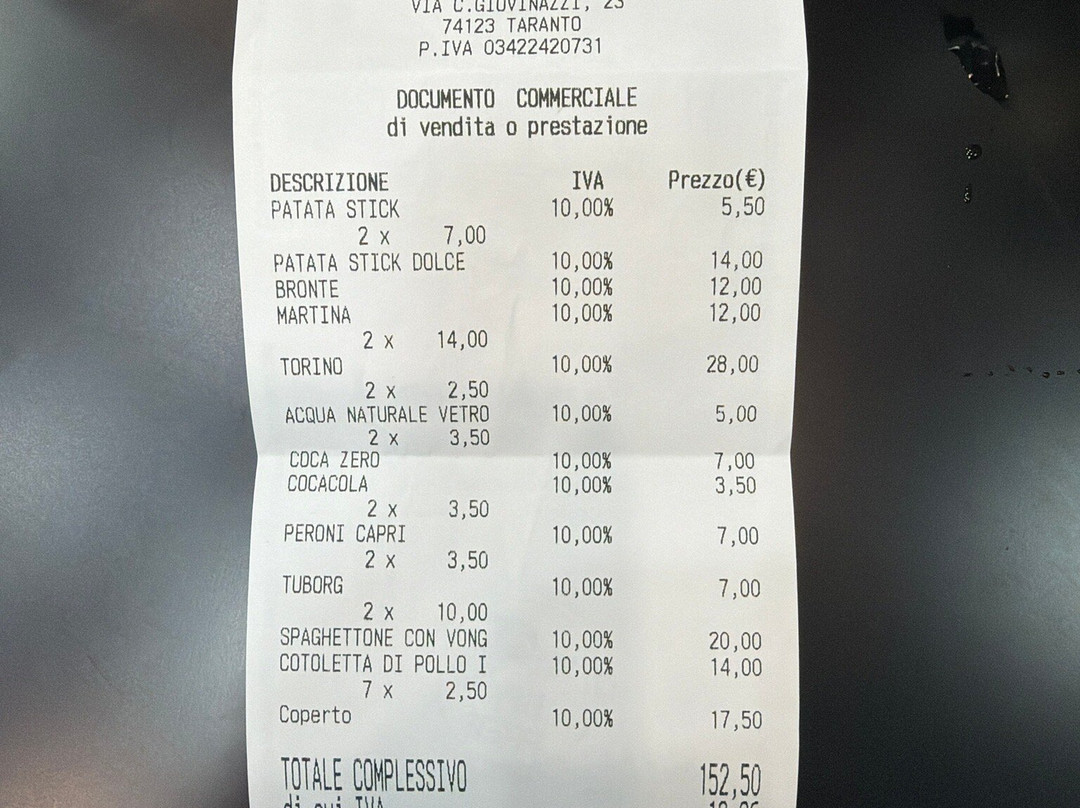 VIA C.GIOVINAZZI, 23
74123 TARANTO
P.IVA 03422420731
DOCUMENTO COMMERCIALE
di vendita o prestazione
DESCRIZIONE IVA Prezzo(€)
PATATA STICK 10,00% 5,50
2 x 7,00
PATATA STICK DOLCE 10,00% 14,00
BRONTE 10,00% 12,00
MARTINA 10,00% 12,00
2 x 14,00
TORINO 10,00% 28,00
2 x 2,50
ACQUA NATURALE VETRO 10,00% 5,00
2 x 3,50
COCA ZERO 10,00% 7,00
COCACOLA 10,00% 3,50
2 x 3,50
PERONI CAPRI 10,00% 7,00
2 x 3,50
TUBORG 10,00% 7,00
2 x 10,00
SPAGHETTONE CON VONG 10,00% 20,00
COTOLETTA DI POLLO I 10,00% 14,00
7 x 2,50
Coperto 10,00% 17,50
TOTALE COMPLESSIVO 152,50
di cui IVA